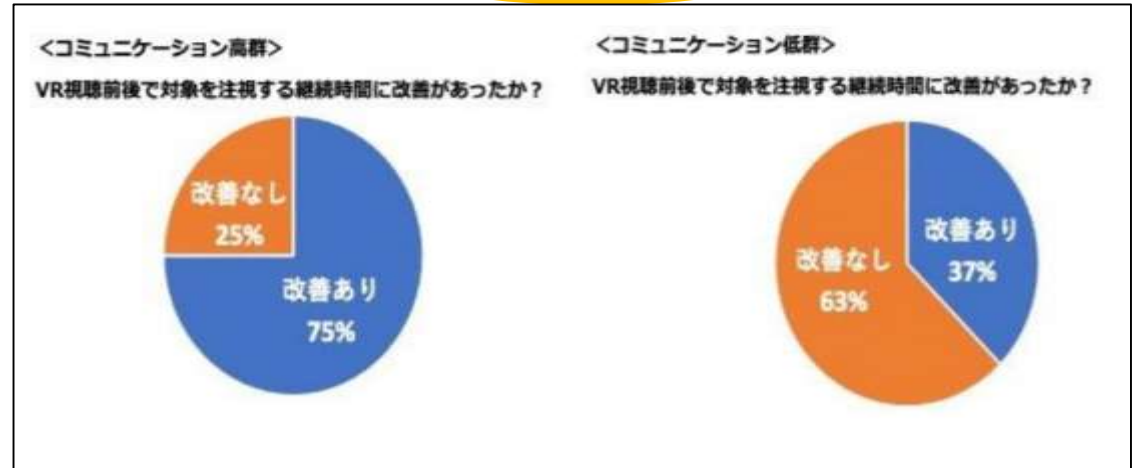 <コミュニケーション高群>
VR視聴前後で対象を注視する継続時間に改善があったか？
改善なし
25%
改善あり
75%
<コミュニケーション低群>
VR視聴前後で対象を注視する継続時間に改善があったか？
改善あり
37%
改善なし
63%